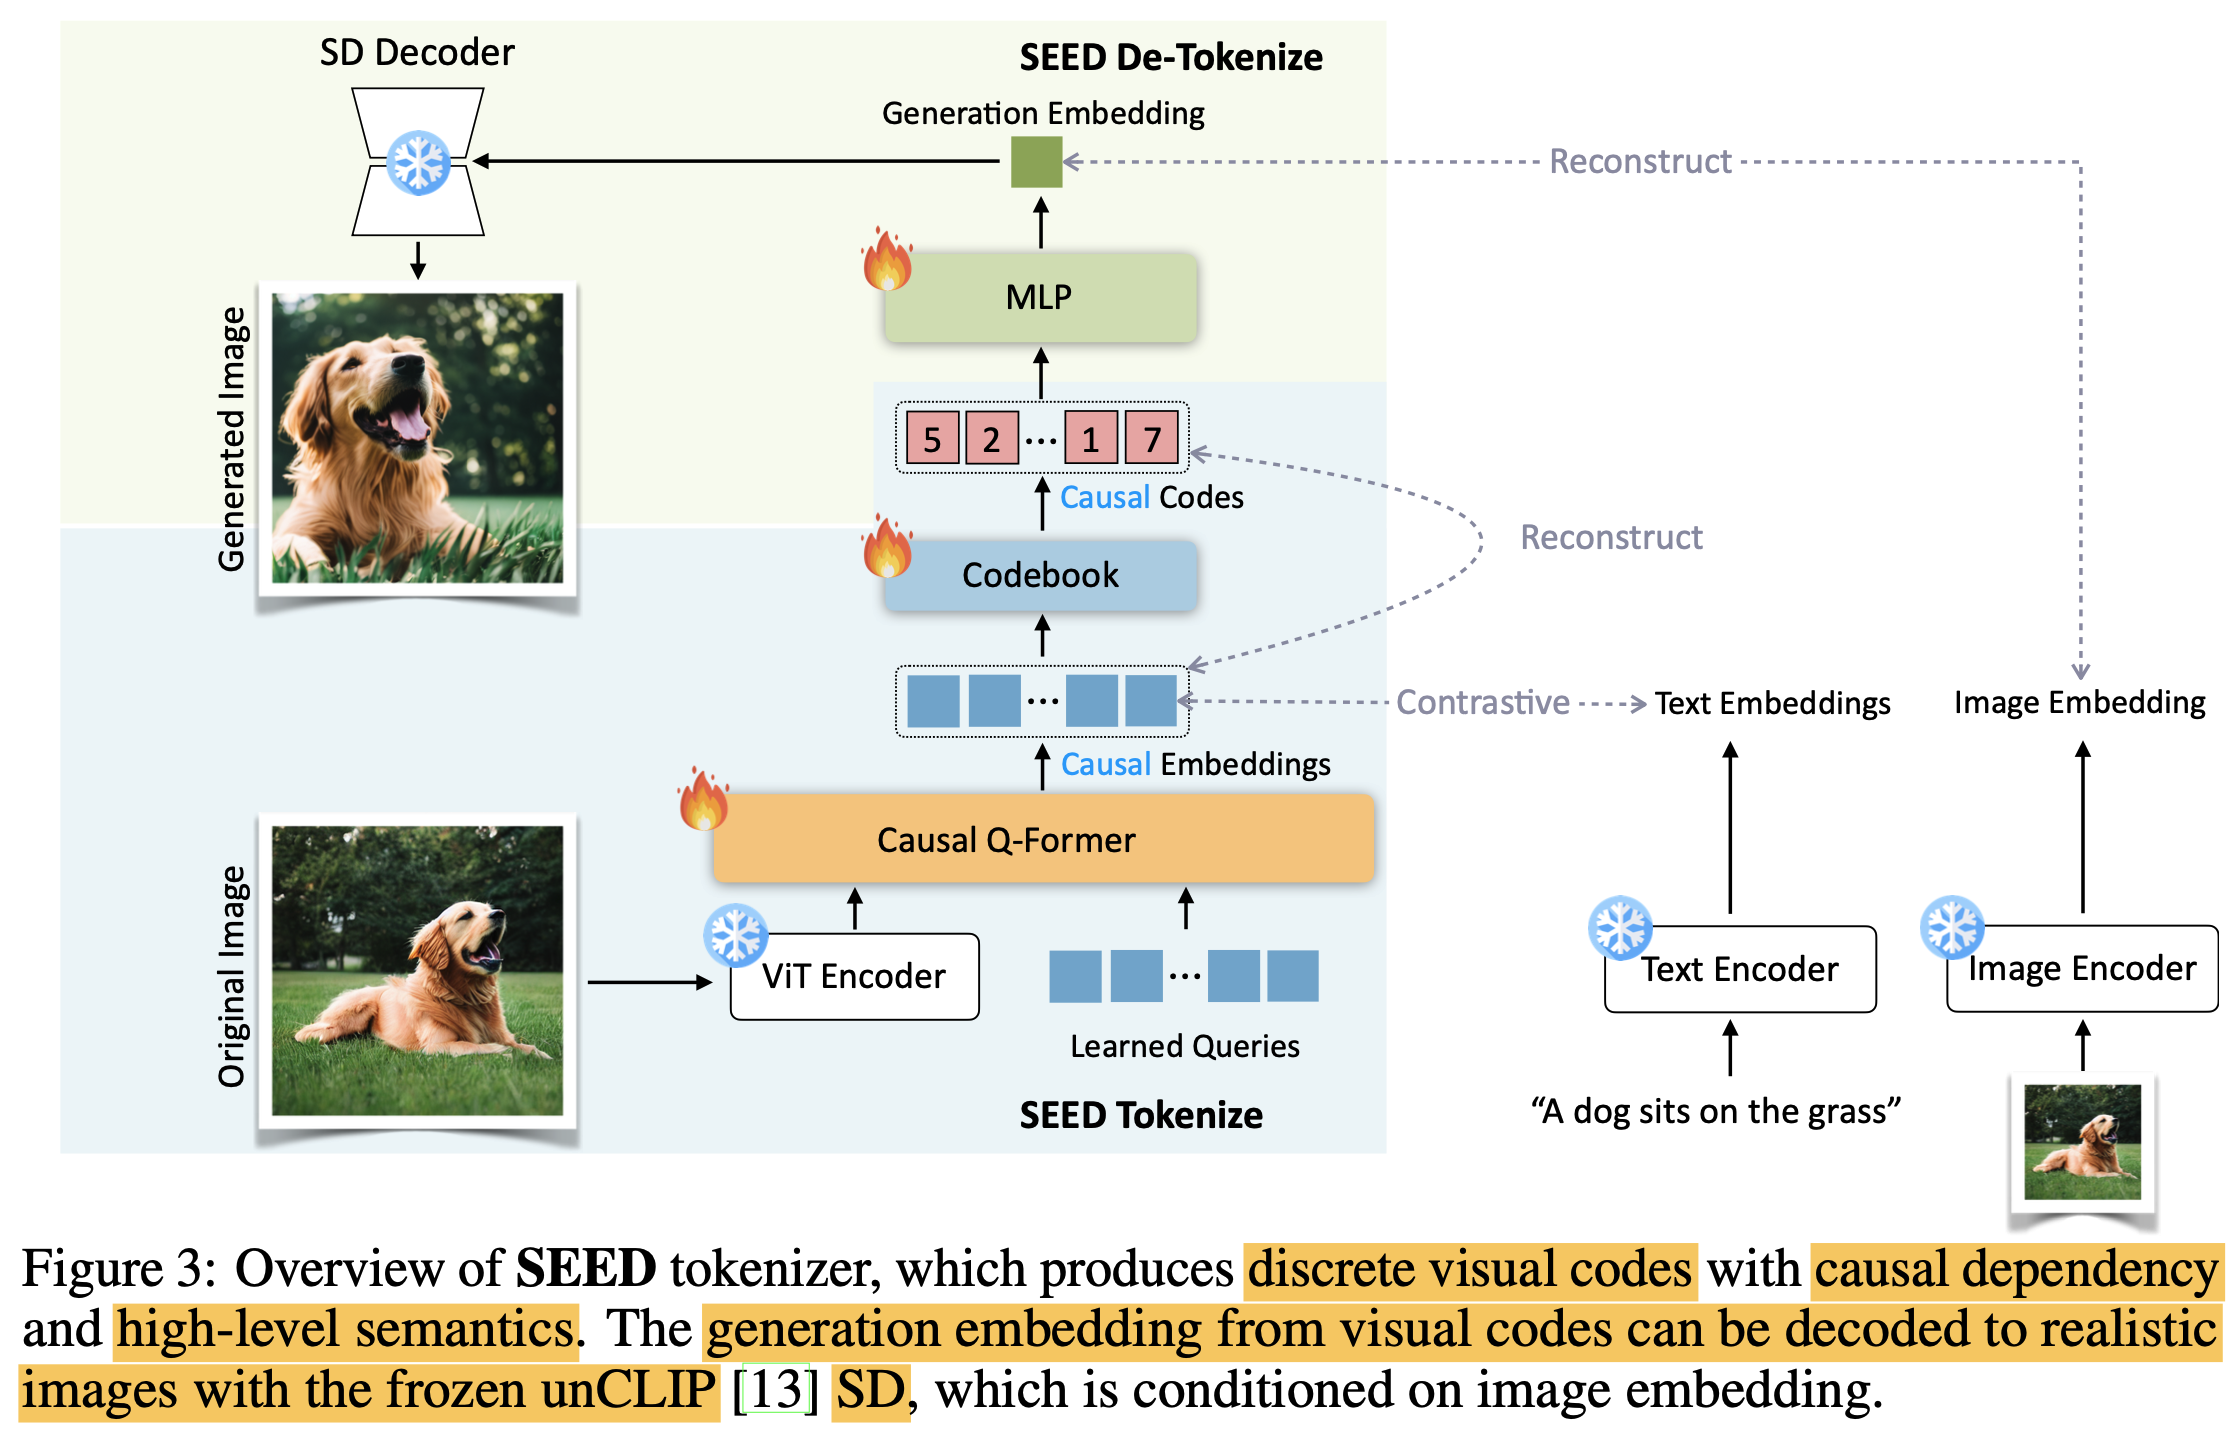 SD Decoder
SEED De-Tokenize
Generation Embedding
Reconstruct
MLP
Generated Image
5 2 ... 1 7
Causal Codes
Reconstruct
Codebook
Contrastive
Text Embeddings
Image Embedding
Causal Embeddings
Causal Q-Former
Original Image
ViT Encoder
Text Encoder
Image Encoder
Learned Queries
SEED Tokenize
“A dog sits on the grass”
Figure 3: Overview of SEED tokenizer, which produces discrete visual codes with causal dependency
and high-level semantics. The generation embedding from visual codes can be decoded to realistic
images with the frozen unCLIP [13] SD, which is conditioned on image embedding.